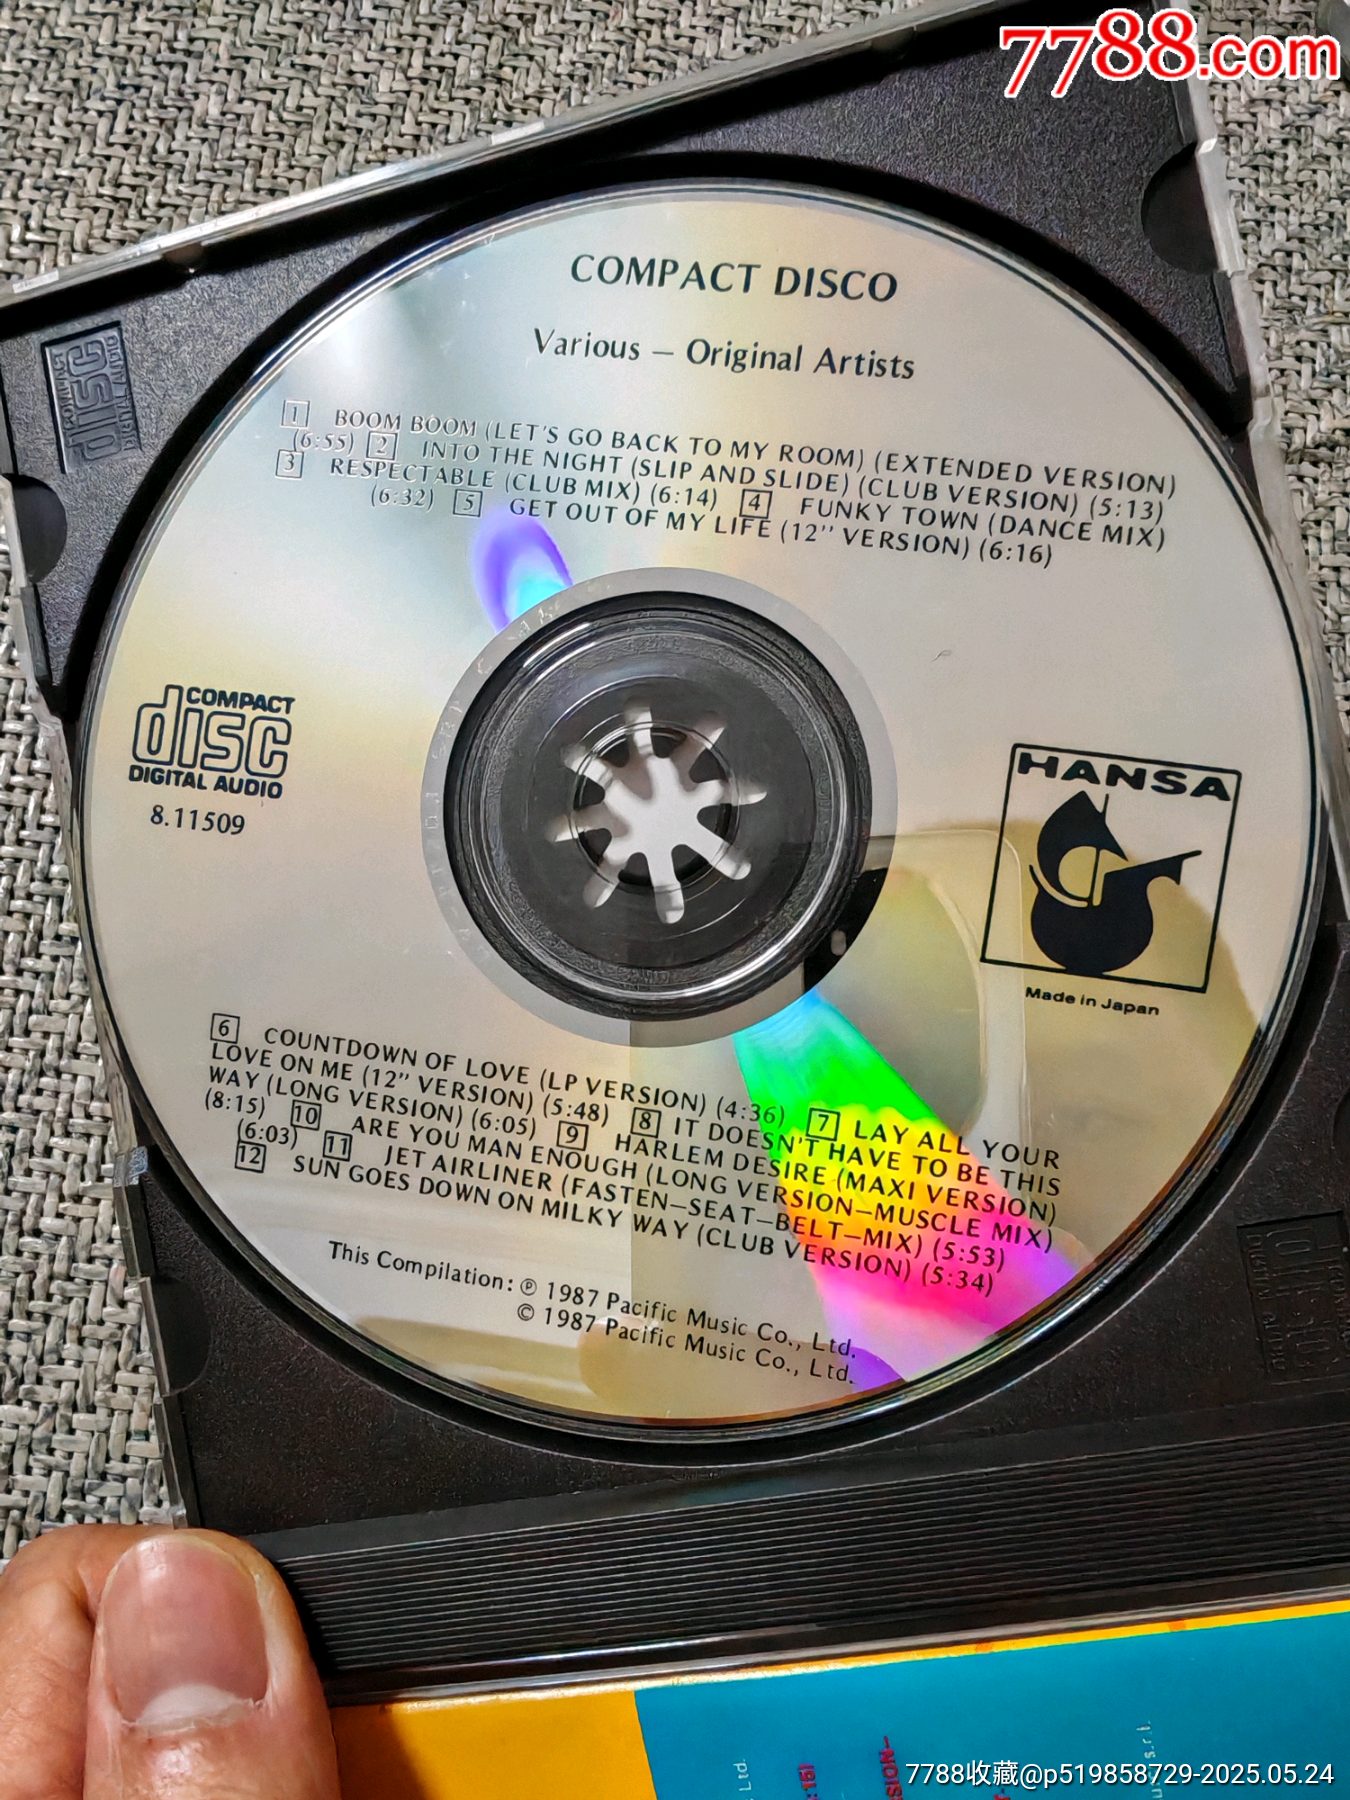 7788.com
COMPACT DISCO
Various — Original Artists
1 BOOM BOOM (LET'S GO BACK TO MY ROOM) (EXTENDED VERSION)
(6:55) 2 INTO THE NIGHT (SLIP AND SLIDE) (CLUB VERSION) (5:13)
3 RESPECTABLE (CLUB MIX) (6:14) 4 FUNKY TOWN (DANCE MIX)
(6:32) 5 GET OUT OF MY LIFE (12'' VERSION) (6:16)
COMPACT
disc
DIGITAL AUDIO
8.11509
HANSA
Made in Japan
6 COUNTDOWN OF LOVE (LP VERSION) (4:36) 7 LAY ALL YOUR
LOVE ON ME (12'' VERSION) (5:48) 8 IT DOESN'T HAVE TO BE THIS
WAY (LONG VERSION) (6:05) 9 HARLEM DESIRE (MAXI VERSION)
(8:15) 10 ARE YOU MAN ENOUGH (LONG VERSION—MUSCLE MIX)
(6:03) 11 JET AIRLINER (FASTEN—SEAT—BELT—MIX) (5:53)
12 SUN GOES DOWN ON MILKY WAY (CLUB VERSION) (5:34)
This Compilation: ℗ 1987 Pacific Music Co., Ltd.
© 1987 Pacific Music Co., Ltd.
COMPACT
disc
DIGITAL AUDIO
Ltd.
s.r.l.
7788收藏@p519858729-2025.05.24